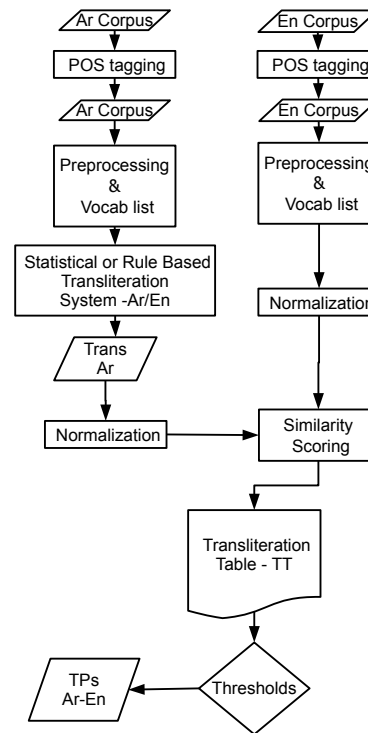 Ar Corpus
POS tagging
Ar Corpus
Preprocessing
&
Vocab list
Statistical or Rule Based
Transliteration
System -Ar/En
Trans
Ar
Normalization
En Corpus
POS tagging
En Corpus
Preprocessing
&
Vocab list
Normalization
Similarity
Scoring
Transliteration
Table - TT
Thresholds
TPs
Ar-En